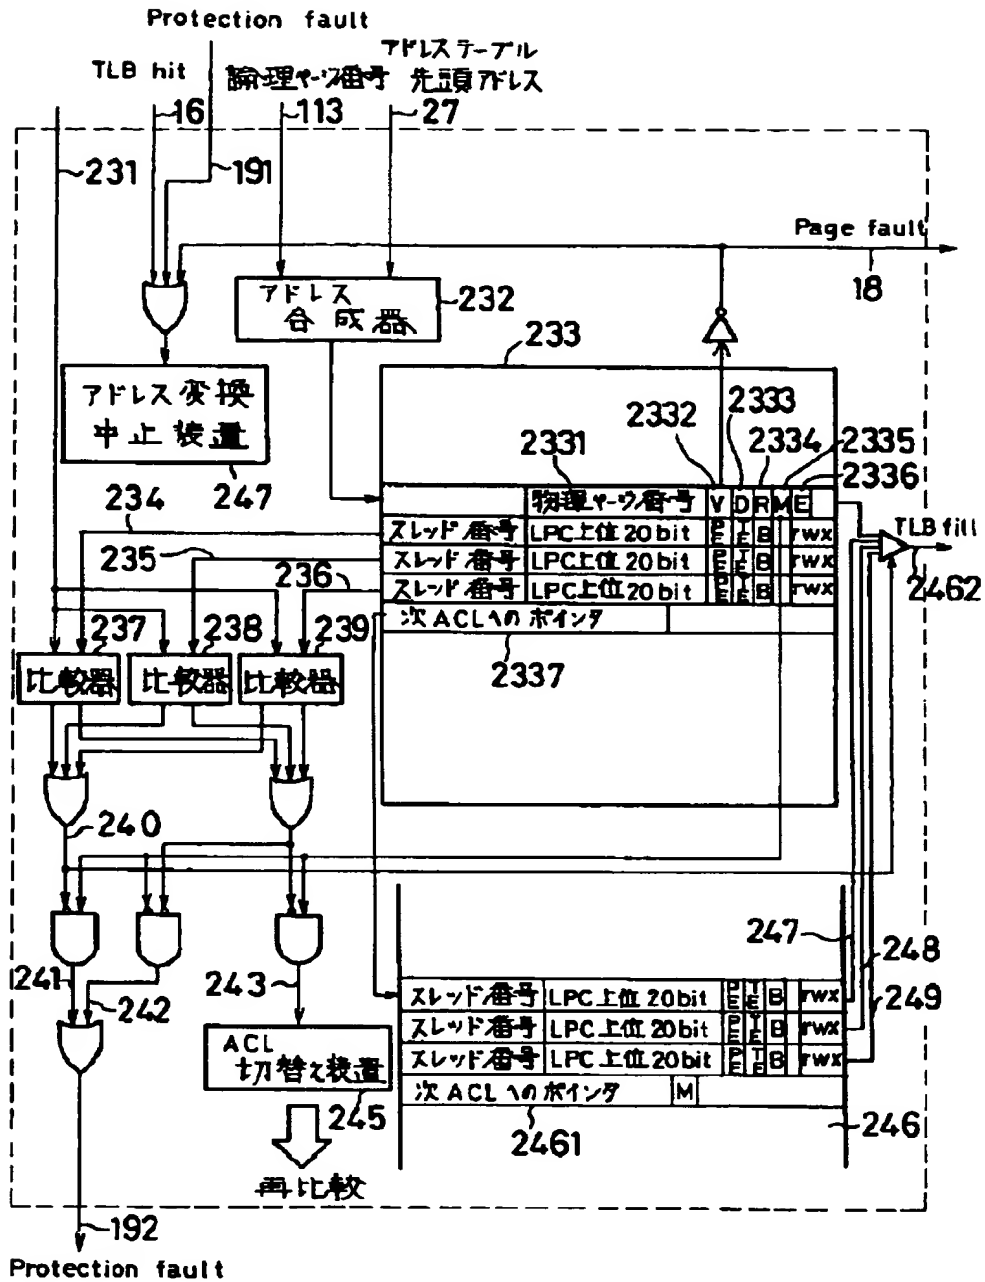 Protection fault
アドレステーブル
TLB hit
論理ページ番号
先頭アドレス
16
113
27
231
191
Page fault
18
アドレス
合成器
232
233
アドレス変換
中止装置
247
2331
2332
2333
2334
2335
2336
物理ページ番号 V D R M E
234
スレッド番号 LPC上位20bit PE TE B rwx
235
スレッド番号 LPC上位20bit PE TE B rwx
236
スレッド番号 LPC上位20bit PE TE B rwx
TLB fill
2462
次ACLへのポインタ
2337
237
238
239
比較器
比較器
比較器
240
247
248
249
241
242
243
スレッド番号 LPC上位20bit PE TE B rwx
スレッド番号 LPC上位20bit PE TE B rwx
スレッド番号 LPC上位20bit PE TE B rwx
次ACLへのポインタ M
ACL
切替え装置
245
2461
246
再比較
192
Protection fault